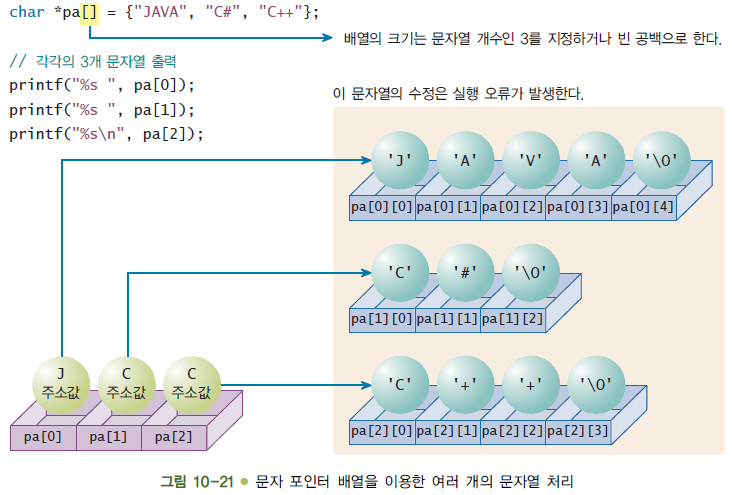 char *pa[] = {"JAVA", "C#", "C++"};
배열의 크기는 문자열 개수인 3를 지정하거나 빈 공백으로 한다.
// 각각의 3개 문자열 출력
printf("%s ", pa[0]);
printf("%s ", pa[1]);
printf("%s\n", pa[2]);
이 문자열의 수정은 실행 오류가 발생한다.
'J' 'A' 'V' 'A' '\0'
pa[0][0] pa[0][1] pa[0][2] pa[0][3] pa[0][4]
'C' '#' '\0'
pa[1][0] pa[1][1] pa[1][2]
J C C
주소값 주소값 주소값
pa[0] pa[1] pa[2]
'C' '+' '+' '\0'
pa[2][0] pa[2][1] pa[2][2] pa[2][3]
그림 10-21 ● 문자 포인터 배열을 이용한 여러 개의 문자열 처리